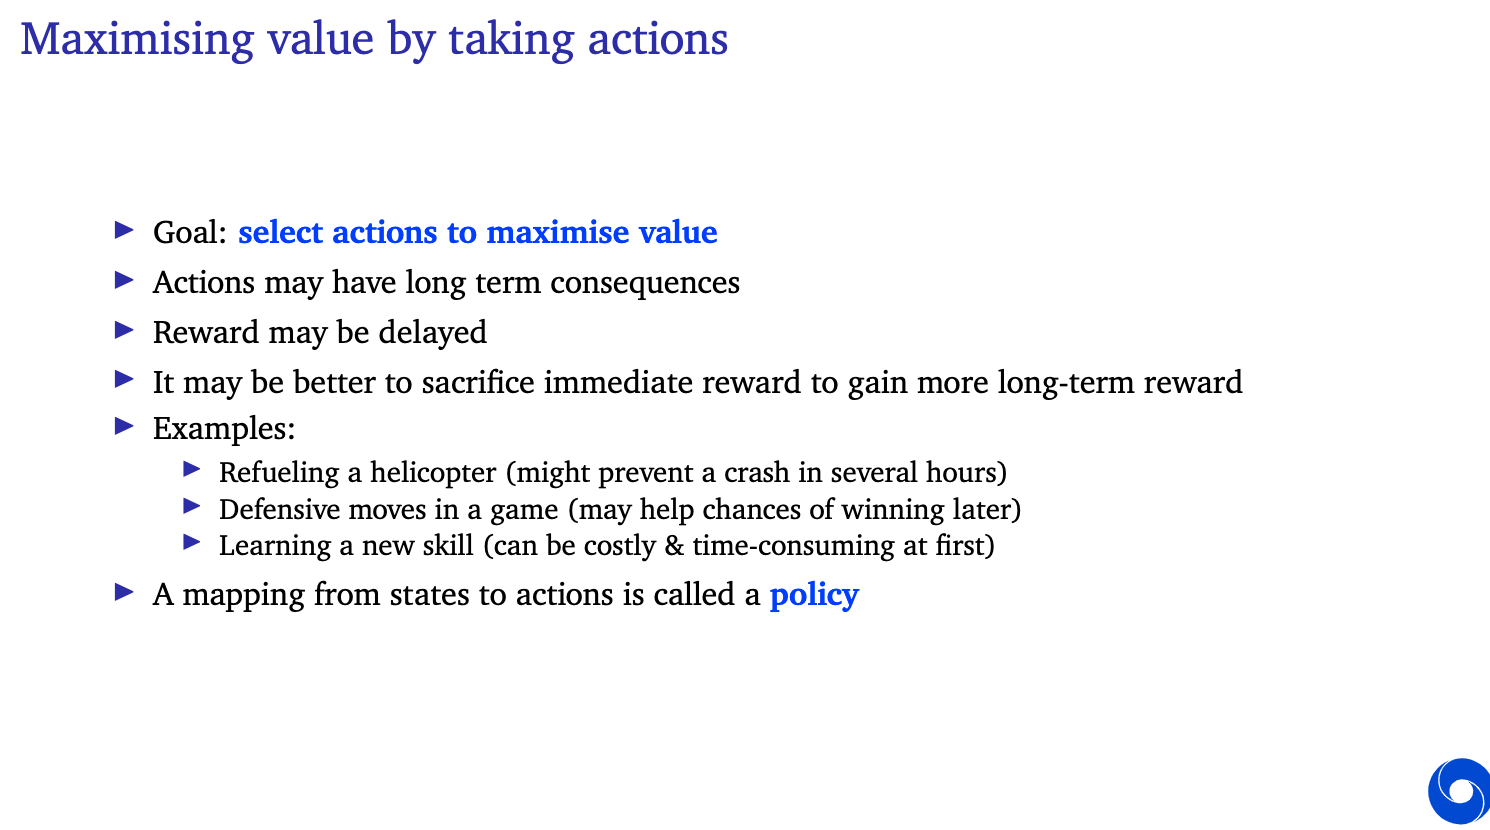 Maximising value by taking actions
Goal: select actions to maximise value
Actions may have long term consequences
Reward may be delayed
It may be better to sacrifice immediate reward to gain more long-term reward
Examples:
Refueling a helicopter (might prevent a crash in several hours)
Defensive moves in a game (may help chances of winning later)
Learning a new skill (can be costly & time-consuming at first)
A mapping from states to actions is called a policy